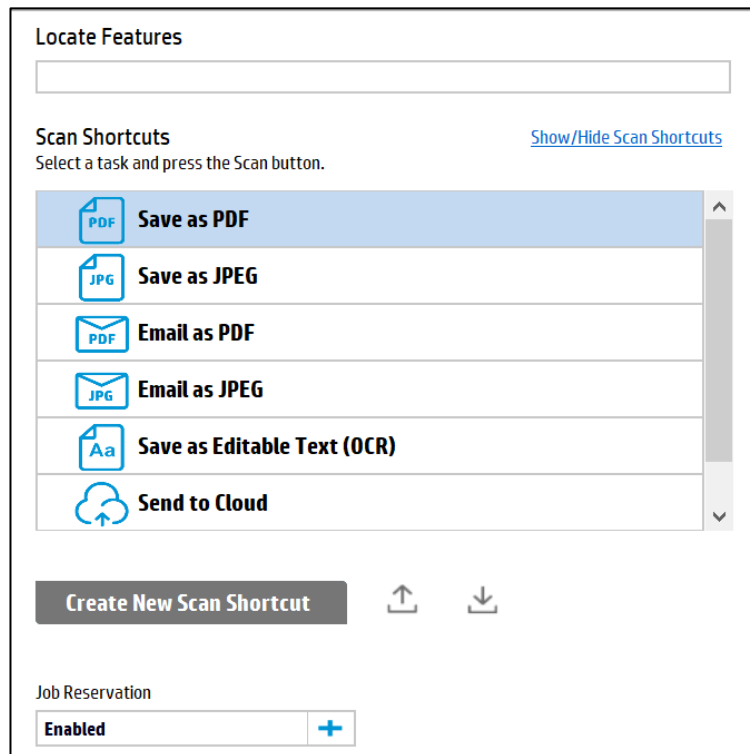 Locate Features
Scan Shortcuts
Show/Hide Scan Shortcuts
Select a task and press the Scan button.
PDF Save as PDF
JPG Save as JPEG
PDF Email as PDF
JPG Email as JPEG
Aa Save as Editable Text (OCR)
Send to Cloud
Create New Scan Shortcut
Job Reservation
Enabled